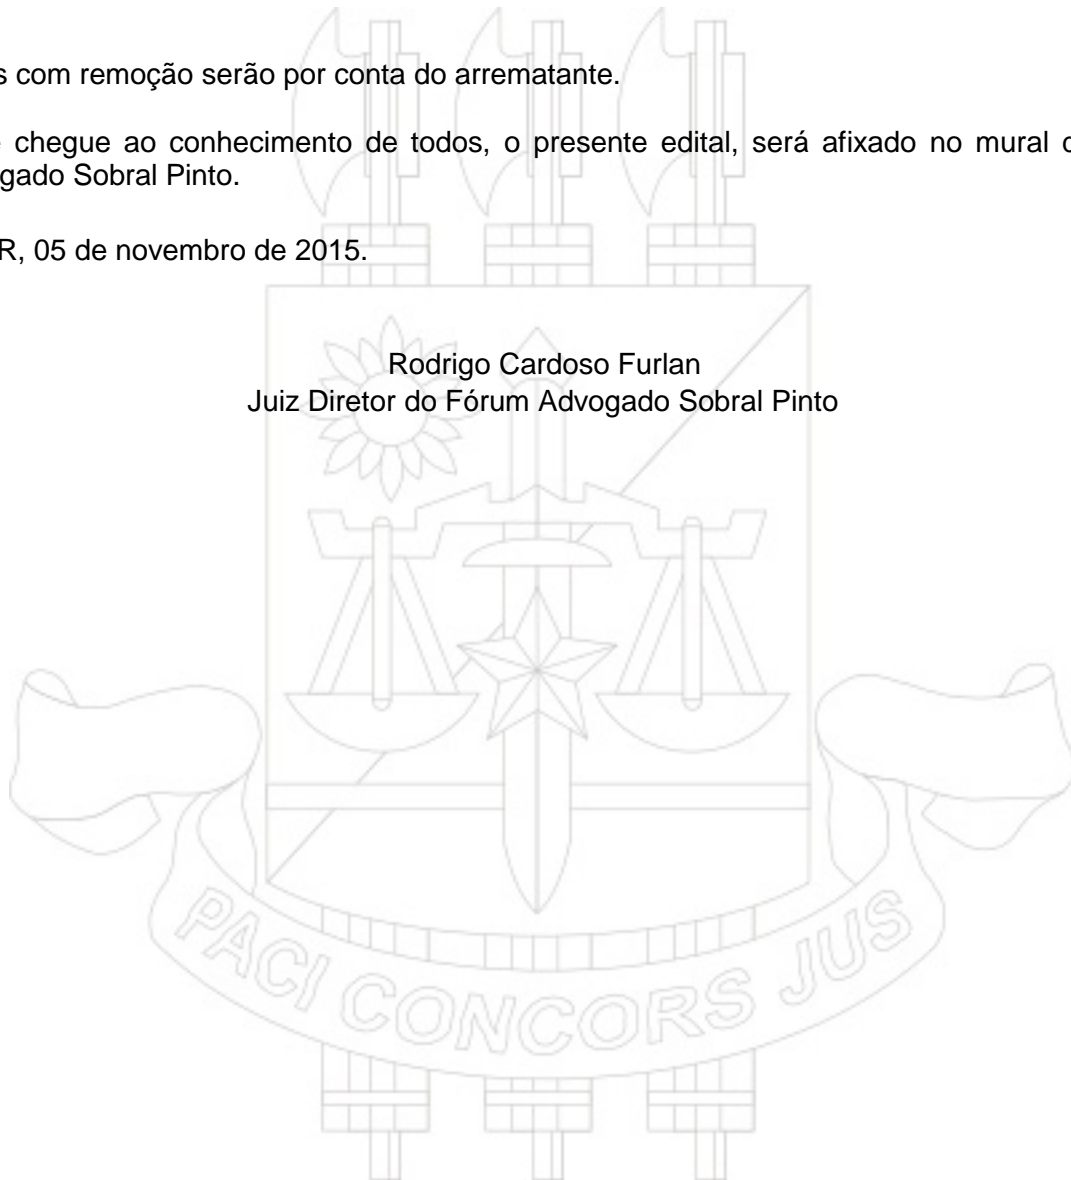 s com remoção serão por conta do arrematante.
e chegue ao conhecimento de todos, o presente edital, será afixado no mural d
gado Sobral Pinto.
R, 05 de novembro de 2015.
Rodrigo Cardoso Furlan
Juiz Diretor do Fórum Advogado Sobral Pinto
PACI CONCORS JUS